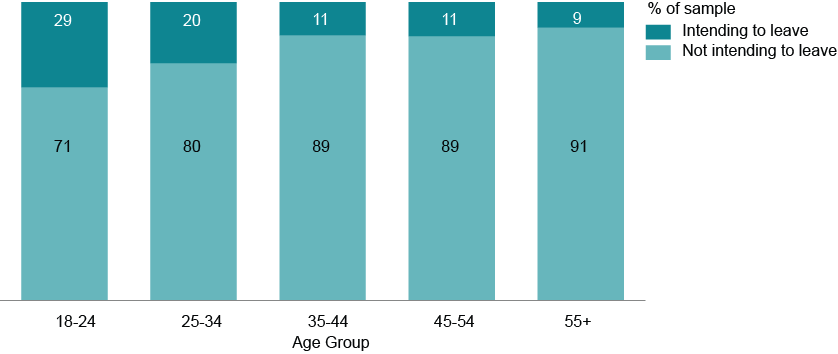 % of sample
Intending to leave
Not intending to leave
29 20 11 11 9
71 80 89 89 91
18-24 25-34 35-44 45-54 55+
Age Group